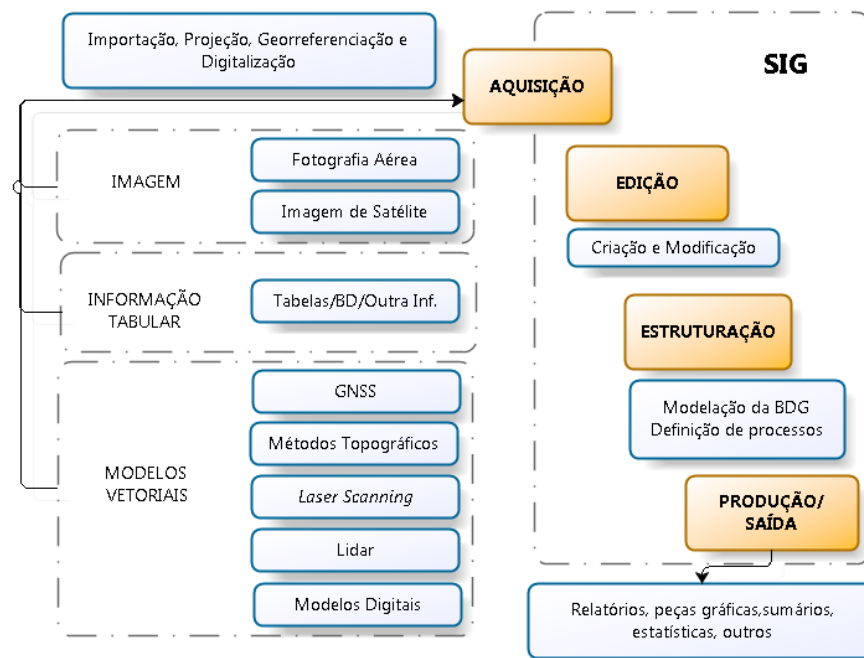 Importação, Projeção, Georreferenciação e
Digitalização
SIG
AQUISIÇÃO
IMAGEM
Fotografia Aérea
Imagem de Satélite
EDIÇÃO
Criação e Modificação
INFORMAÇÃO
TABULAR
Tabelas/BD/Outra Inf.
ESTRUTURAÇÃO
Modelação da BDG
Definição de processos
MODELOS
VETORIAIS
GNSS
Métodos Topográficos
Laser Scanning
Lidar
Modelos Digitais
PRODUÇÃO/
SAÍDA
Relatórios, peças gráficas,sumários,
estatísticas, outros